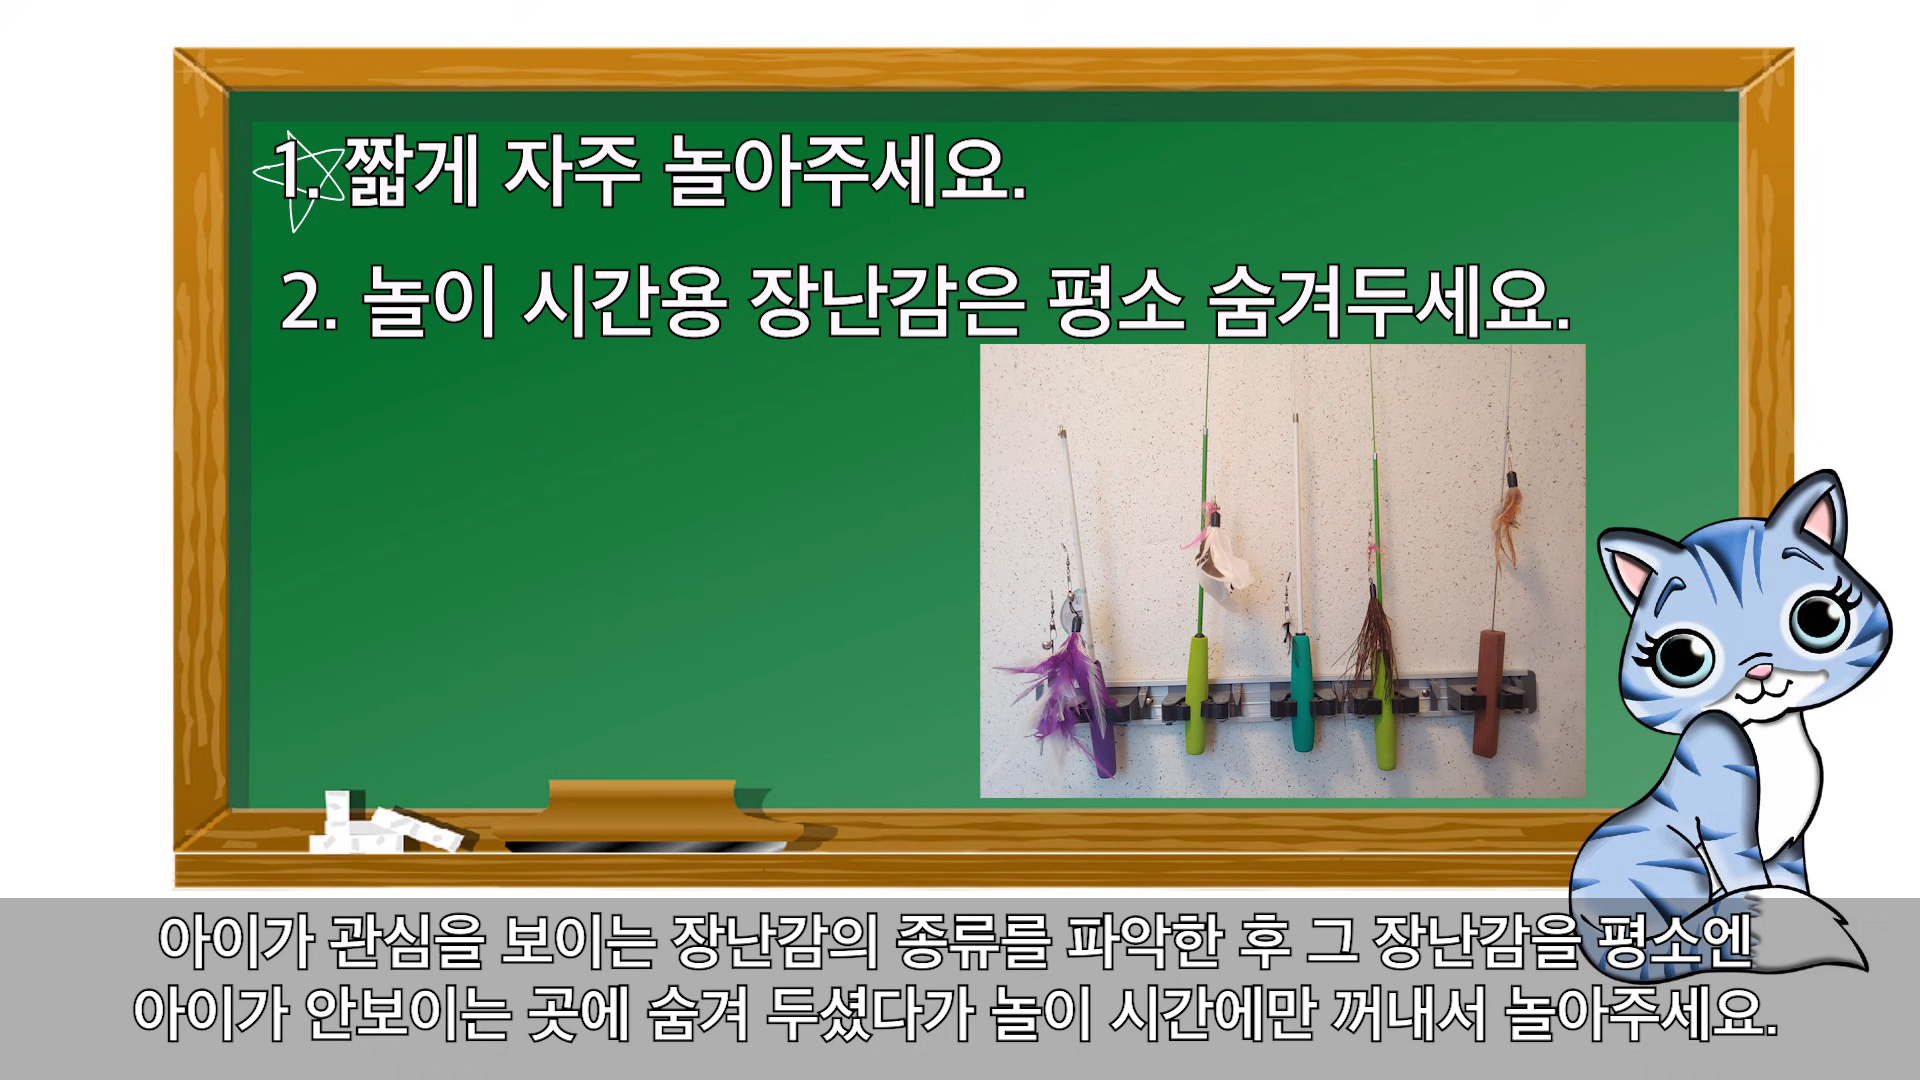 1. 짧게 자주 놀아주세요.
2. 놀이 시간용 장난감은 평소 숨겨두세요.
아이가 관심을 보이는 장난감의 종류를 파악한 후 그 장난감을 평소엔
아이가 안보이는 곳에 숨겨 두셨다가 놀이 시간에만 꺼내서 놀아주세요.